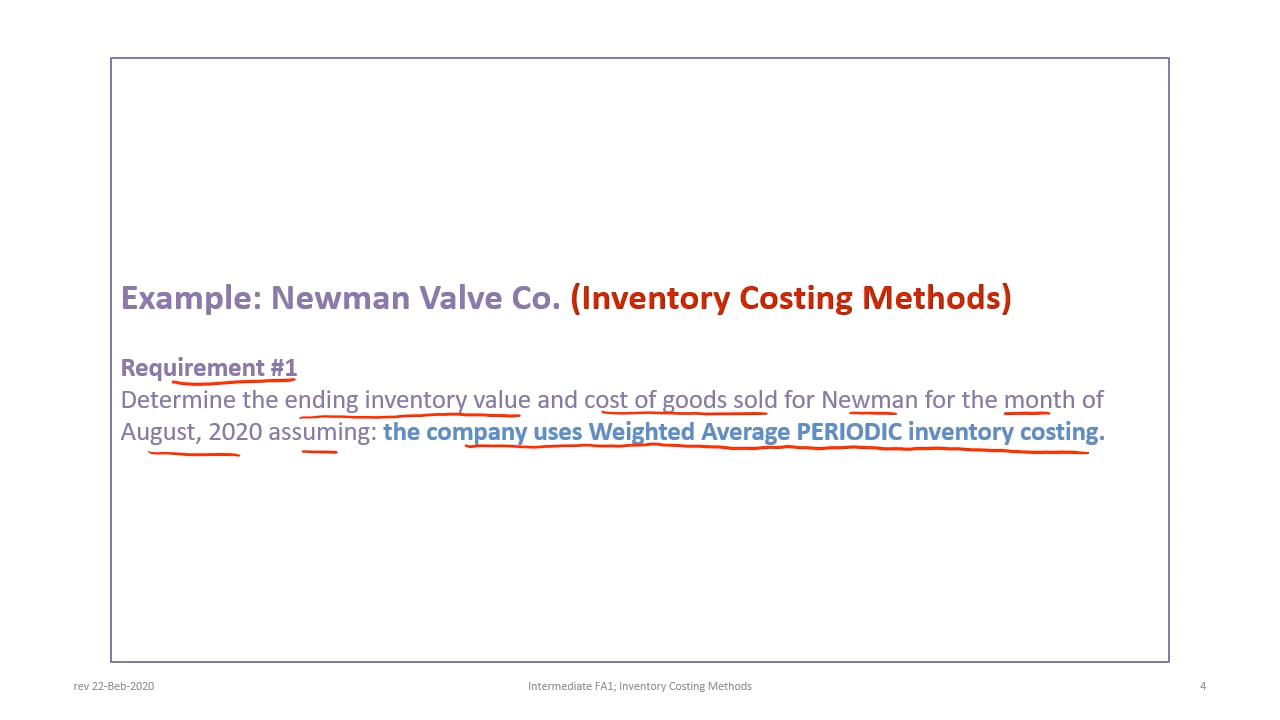 Example: Newman Valve Co. (Inventory Costing Methods)
Requirement #1
Determine the ending inventory value and cost of goods sold for Newman for the month of
August, 2020 assuming: the company uses Weighted Average PERIODIC inventory costing.
rev 22-Beb-2020
Intermediate FA1; Inventory Costing Methods
4